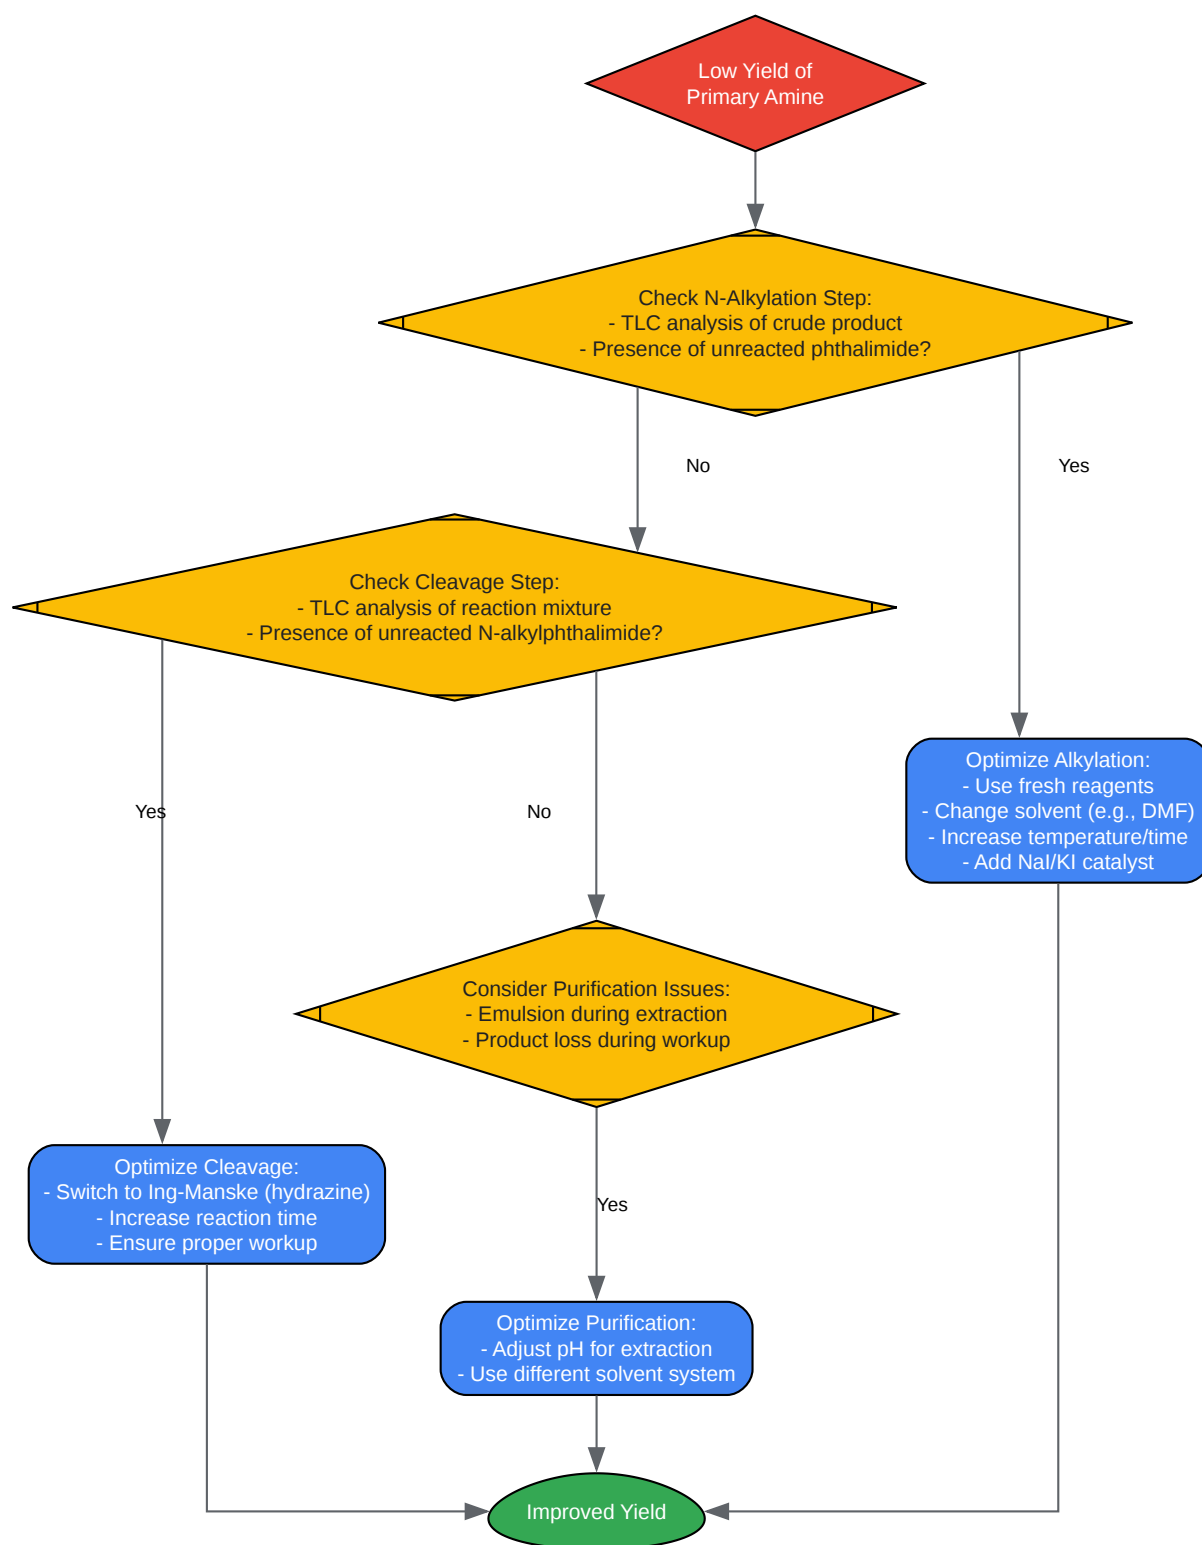 Low Yield of
Primary Amine
Check N-Alkylation Step:
- TLC analysis of crude product
- Presence of unreacted phthalimide?
No
Yes
Check Cleavage Step:
- TLC analysis of reaction mixture
- Presence of unreacted N-alkylphthalimide?
Optimize Alkylation:
- Use fresh reagents
- Change solvent (e.g., DMF)
- Increase temperature/time
- Add NaI/KI catalyst
Yes
No
Consider Purification Issues:
- Emulsion during extraction
- Product loss during workup
Optimize Cleavage:
- Switch to Ing-Manske (hydrazine)
- Increase reaction time
- Ensure proper workup
Yes
Optimize Purification:
- Adjust pH for extraction
- Use different solvent system
Improved Yield